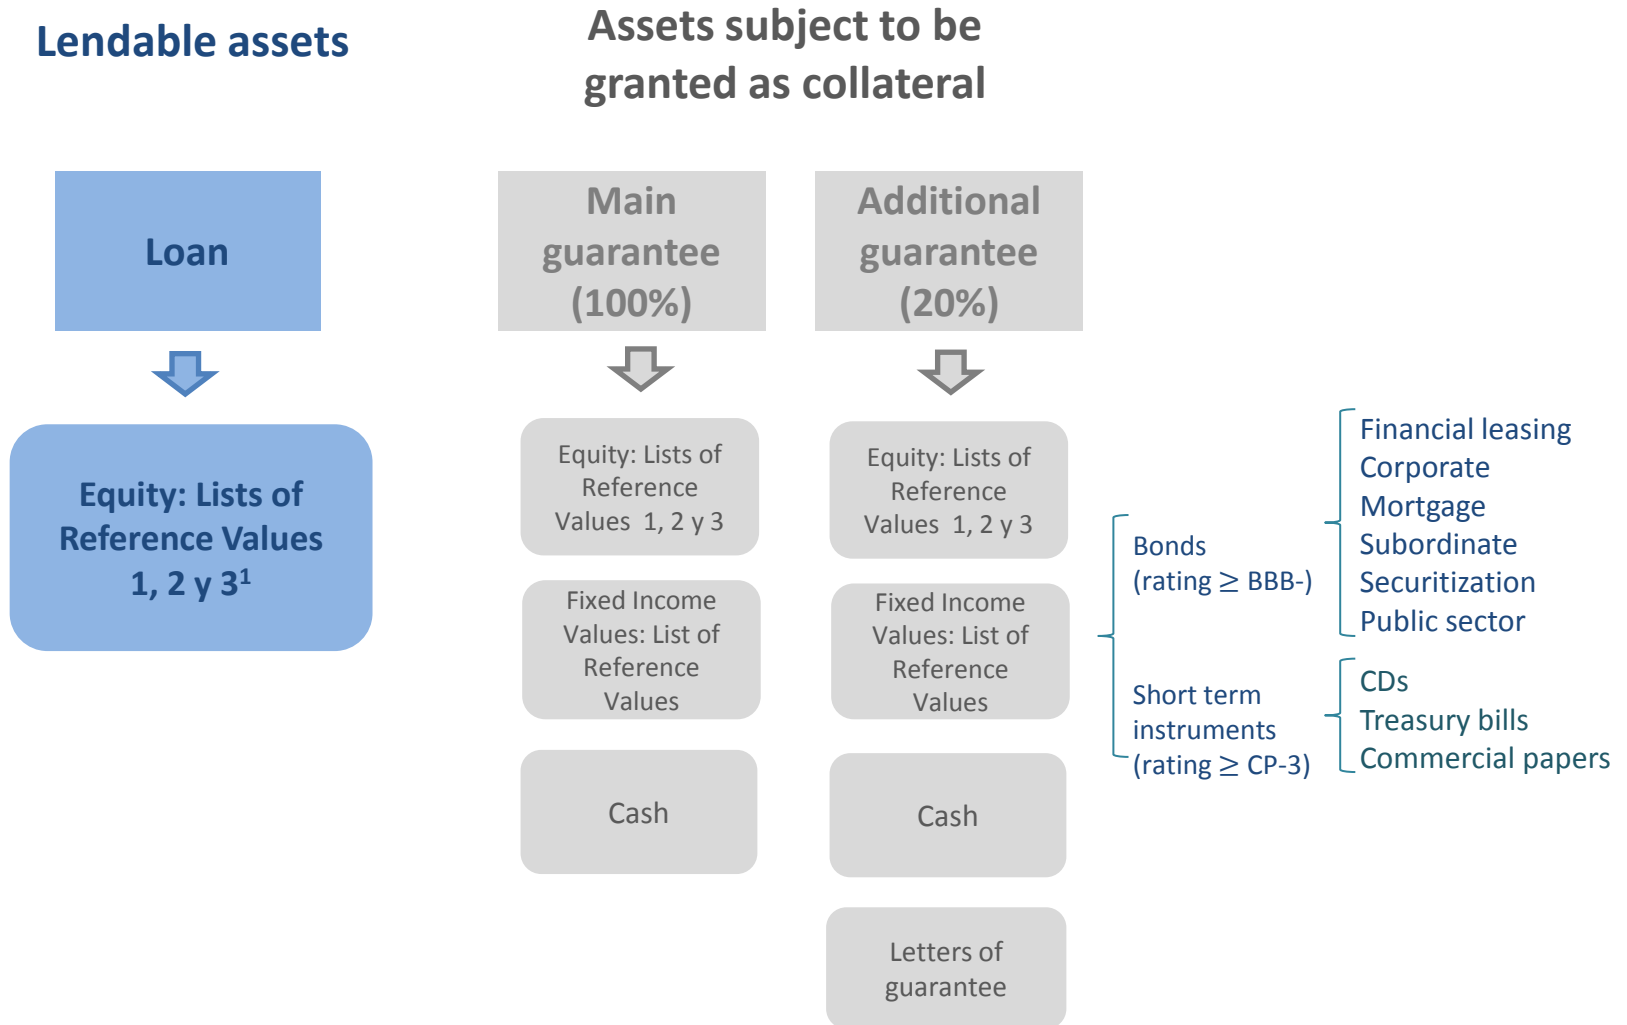 Lendable assets
Assets subject to be
granted as collateral
Loan
Main
guarantee
(100%)
Additional
guarantee
(20%)
Equity: Lists of
Reference Values
1, 2 y 3¹
Equity: Lists of
Reference
Values 1, 2 y 3
Fixed Income
Values: List of
Reference
Values
Cash
Equity: Lists of
Reference
Values 1, 2 y 3
Fixed Income
Values: List of
Reference
Values
Cash
Letters of
guarantee
Bonds
(rating ≥ BBB-)
Financial leasing
Corporate
Mortgage
Subordinate
Securitization
Public sector
Short term
instruments
(rating ≥ CP-3)
CDs
Treasury bills
Commercial papers